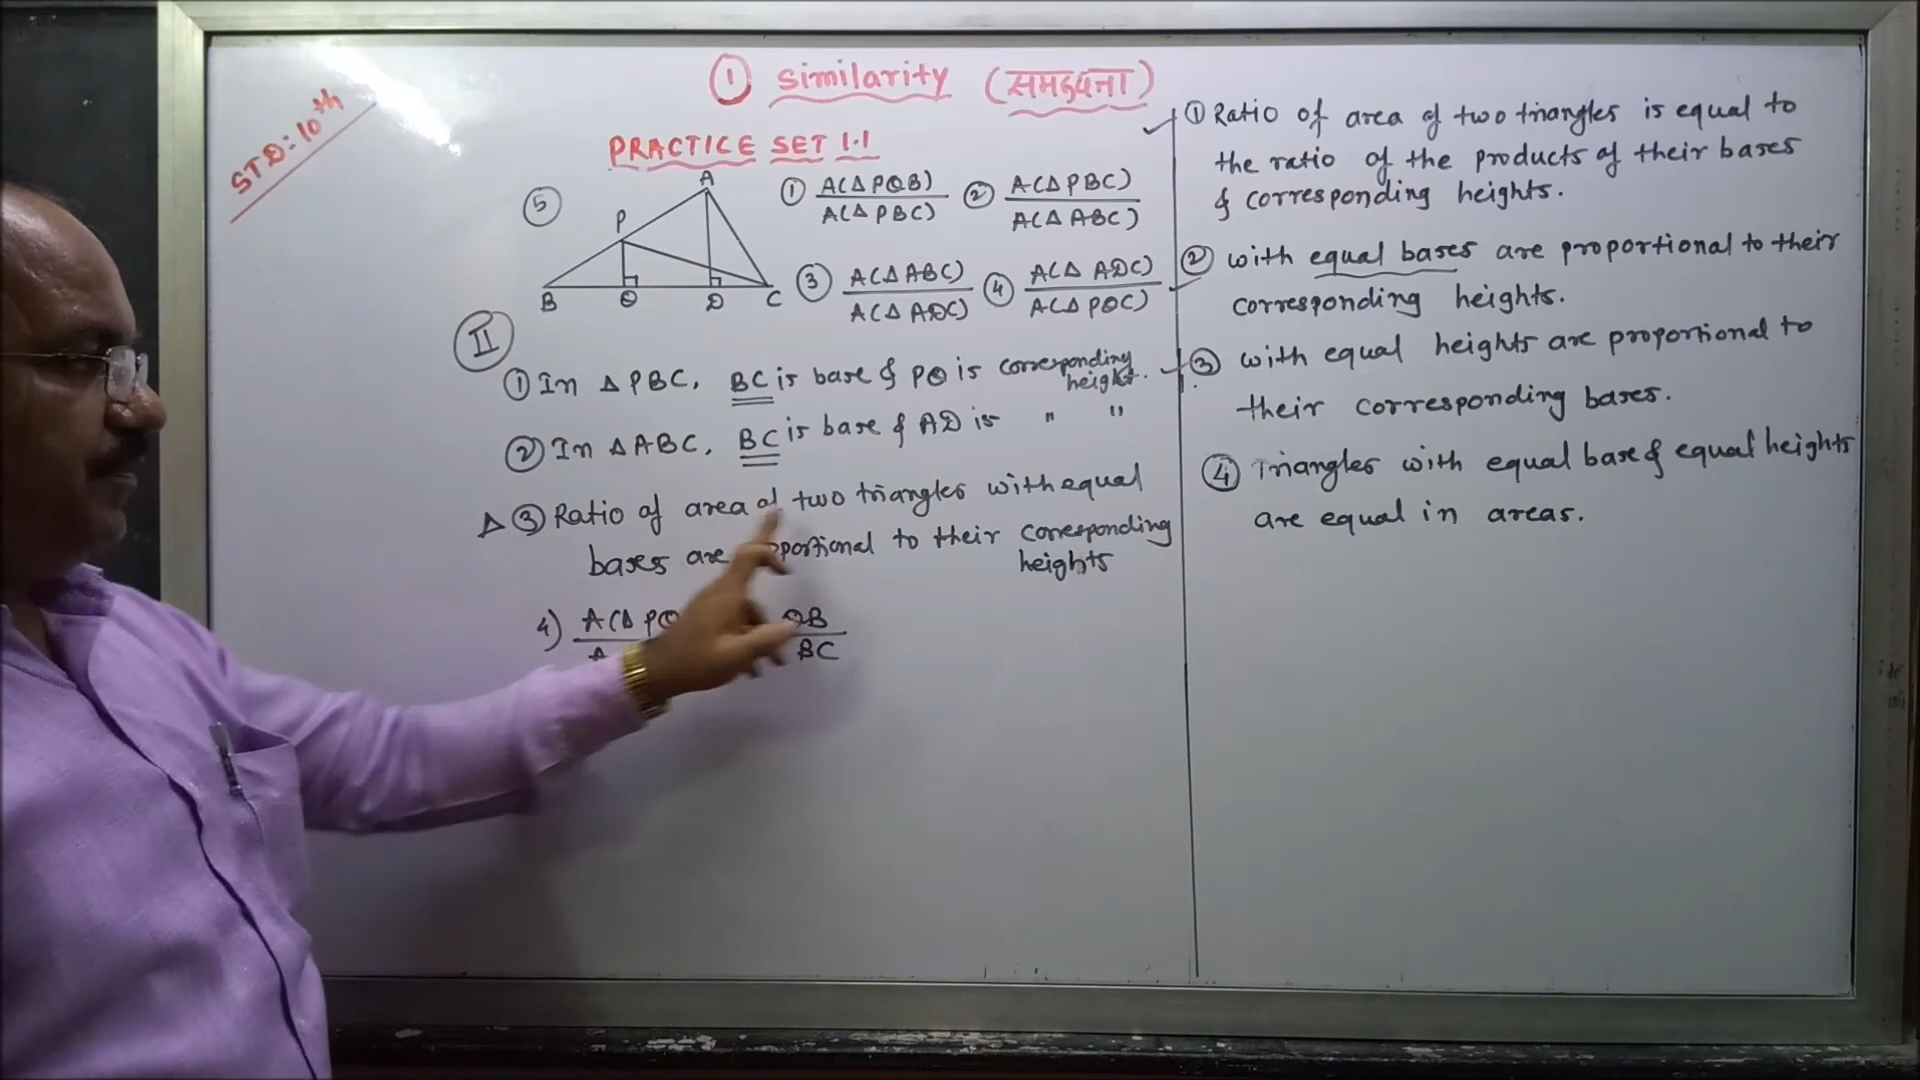 STD: 10th
① Similarity (समरूपता)
PRACTICE SET 1.1
⑤
A
P
B Q D C
① A(Δ PQB) / A(Δ PBC) ② A(Δ PBC) / A(Δ ABC)
③ A(Δ ABC) / A(Δ ADC) ④ A(Δ ADC) / A(Δ PQC)
II
① In Δ PBC, BC is base & PQ is corresponding height.
② In Δ ABC, BC is base & AD is " "
Δ ③ Ratio of area of two triangles with equal
bases are to their corresponding
heights
4) A(Δ PQ QB
A BC
① Ratio of area of two triangles is equal to
the ratio of the products of their bases
& corresponding heights.
② with equal bases are proportional to their
corresponding heights.
③ with equal heights are proportional to
their corresponding bases.
④ Triangles with equal base & equal heights
are equal in areas.